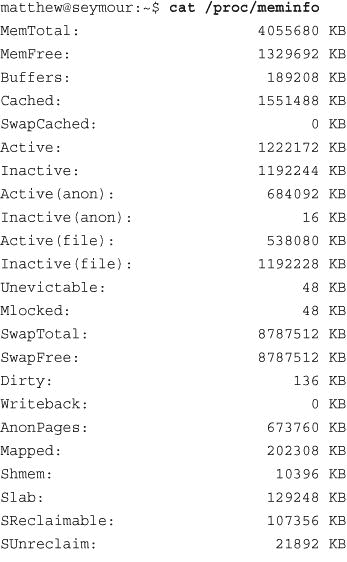 matthew@seymour:~$ cat /proc/meminfo
MemTotal: 4055680 KB
MemFree: 1329692 KB
Buffers: 189208 KB
Cached: 1551488 KB
SwapCached: 0 KB
Active: 1222172 KB
Inactive: 1192244 KB
Active(anon): 684092 KB
Inactive(anon): 16 KB
Active(file): 538080 KB
Inactive(file): 1192228 KB
Unevictable: 48 KB
Mlocked: 48 KB
SwapTotal: 8787512 KB
SwapFree: 8787512 KB
Dirty: 136 KB
Writeback: 0 KB
AnonPages: 673760 KB
Mapped: 202308 KB
Shmem: 10396 KB
Slab: 129248 KB
SReclaimable: 107356 KB
SUnreclaim: 21892 KB